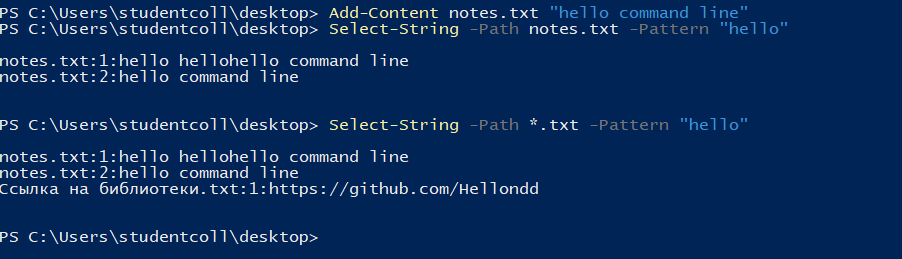 PS C:\Users\studentcoll\desktop> Add-Content notes.txt "hello command line"
PS C:\Users\studentcoll\desktop> Select-String -Path notes.txt -Pattern "hello"
notes.txt:1:hello hellohello command line
notes.txt:2:hello command line
PS C:\Users\studentcoll\desktop> Select-String -Path *.txt -Pattern "hello"
notes.txt:1:hello hellohello command line
notes.txt:2:hello command line
Ссылка на библиотеки.txt:1:https://github.com/Hellondd
PS C:\Users\studentcoll\desktop>